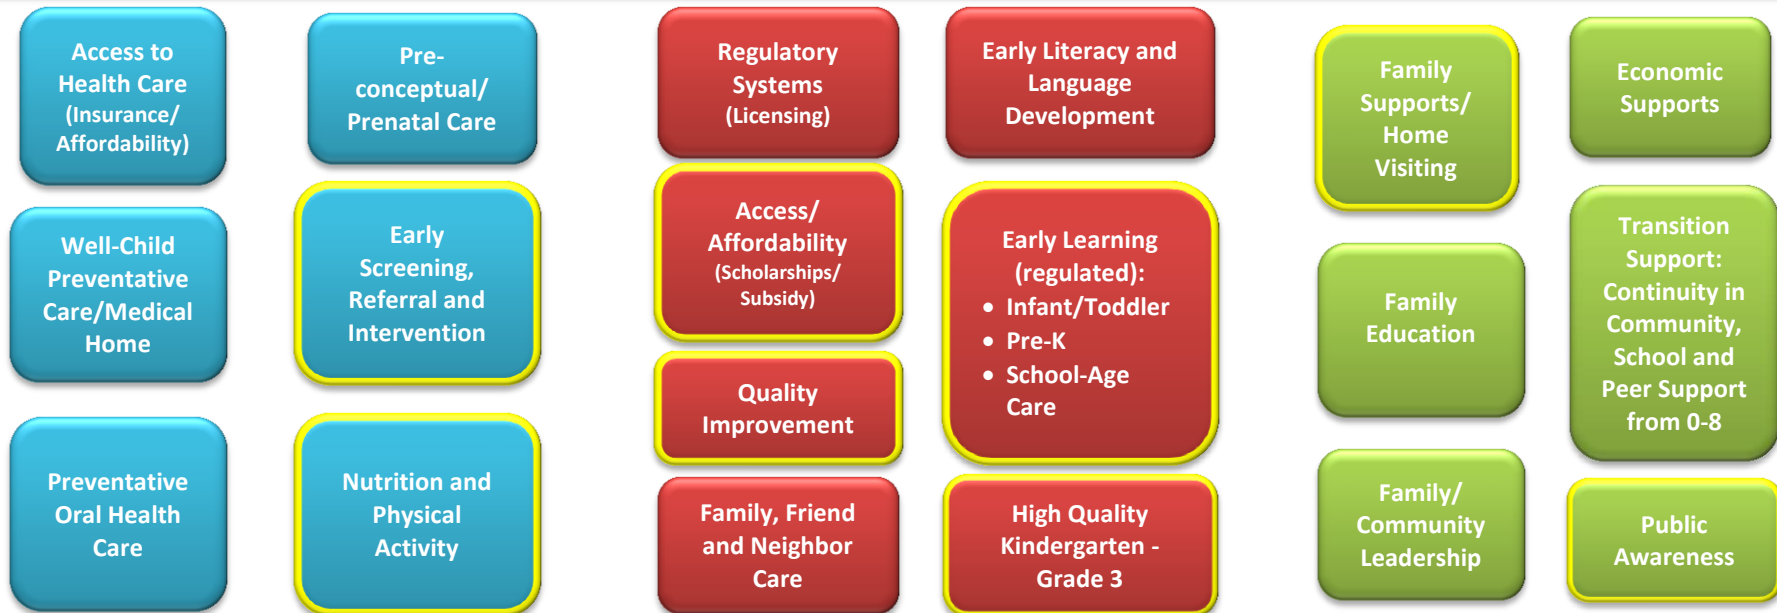 Access to
Health Care
(Insurance/
Affordability)
Pre-
conceptual/
Prenatal Care
Well-Child
Preventative
Care/Medical
Home
Early
Screening,
Referral and
Intervention
Preventative
Oral Health
Care
Nutrition and
Physical
Activity
Regulatory
Systems
(Licensing)
Early Literacy and
Language
Development
Access/
Affordability
(Scholarships/
Subsidy)
Early Learning
(regulated):
• Infant/Toddler
• Pre-K
• School-Age
Care
Quality
Improvement
Family, Friend
and Neighbor
Care
High Quality
Kindergarten -
Grade 3
Family
Supports/
Home
Visiting
Economic
Supports
Family
Education
Transition
Support:
Continuity in
Community,
School and
Peer Support
from 0-8
Family/
Community
Leadership
Public
Awareness